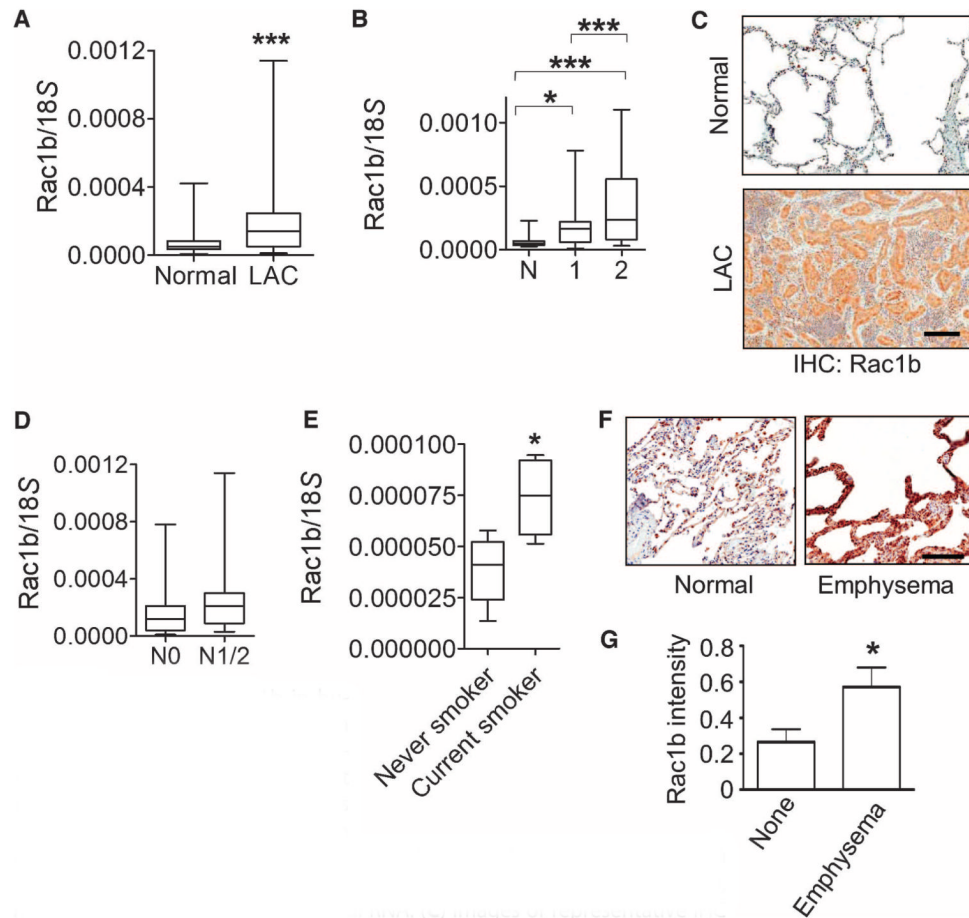 A
Rac1b/18S
0.0012
0.0008
0.0004
0.0000
***
Normal LAC
B
Rac1b/18S
0.0010
0.0005
0.0000
***
***
*
N 1 2
C
Normal
LAC
IHC: Rac1b
D
Rac1b/18S
0.0012
0.0008
0.0004
0.0000
N0 N1/2
E
Rac1b/18S
0.000100
0.000075
0.000050
0.000025
0.000000
*
Never smoker
Current smoker
F
Normal Emphysema
G
Rac1b intensity
0.8
0.6
0.4
0.2
0
*
None
Emphysema